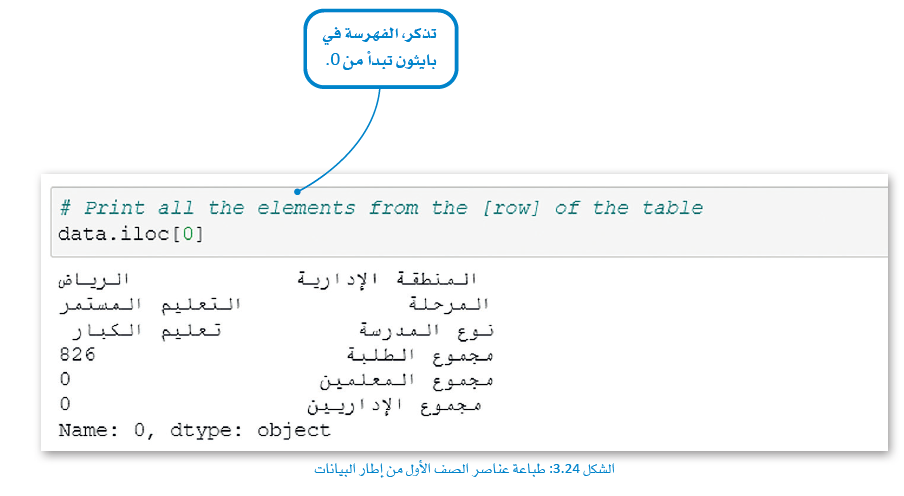 تذكر، الفهرسة في
بايثون تبدأ من 0.
# Print all the elements from the [row] of the table
data.iloc[0]
المنطقة الإدارية الرياض
المرحلة التعليم المستمر
نوع المدرسة تعليم الكبار
مجموع الطلبة 826
مجموع المعلمين 0
مجموع الإداريين 0
Name: 0, dtype: object
الشكل 3.24: طباعة عناصر الصف الأول من إطار البيانات